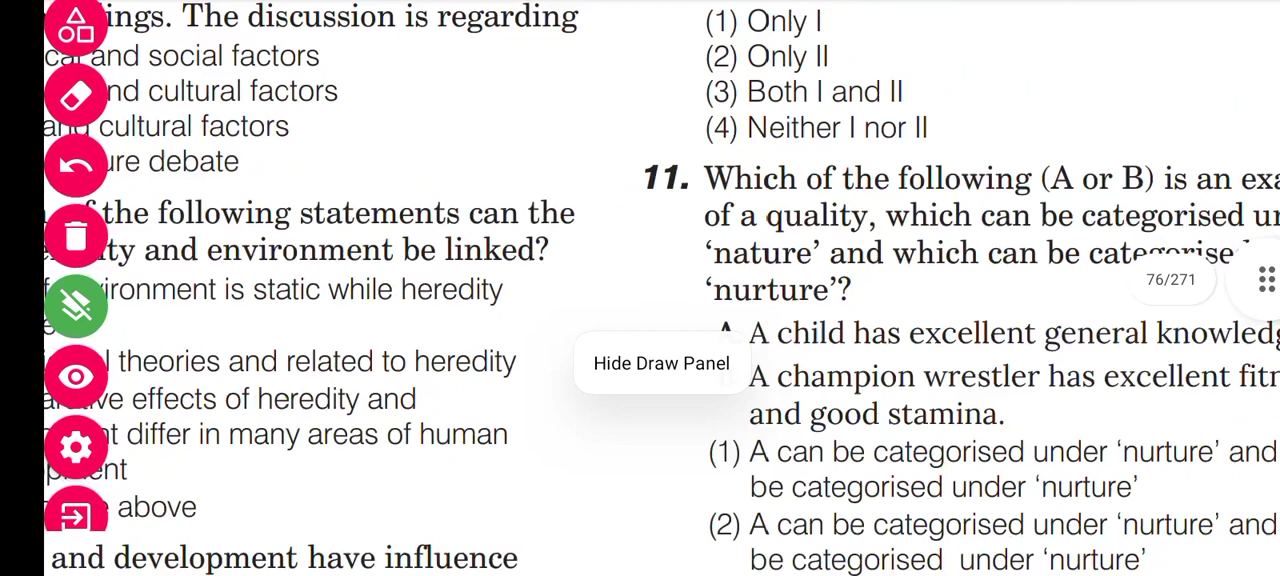 ings. The discussion is regarding
and social factors
nd cultural factors
cultural factors
ure debate
the following statements can the
ity and environment be linked?
ironment is static while heredity
theories and related to heredity
ve effects of heredity and
nt differ in many areas of human
ent
above
and development have influence
(1) Only I
(2) Only II
(3) Both I and II
(4) Neither I nor II
11. Which of the following (A or B) is an exa
of a quality, which can be categorised u
'nature' and which can be categorise
'nurture'?
76/271
A. A child has excellent general knowledg
Hide Draw Panel
A champion wrestler has excellent fit
and good stamina.
(1) A can be categorised under 'nurture' and
be categorised under 'nurture'
(2) A can be categorised under 'nurture' and
be categorised under 'nurture'